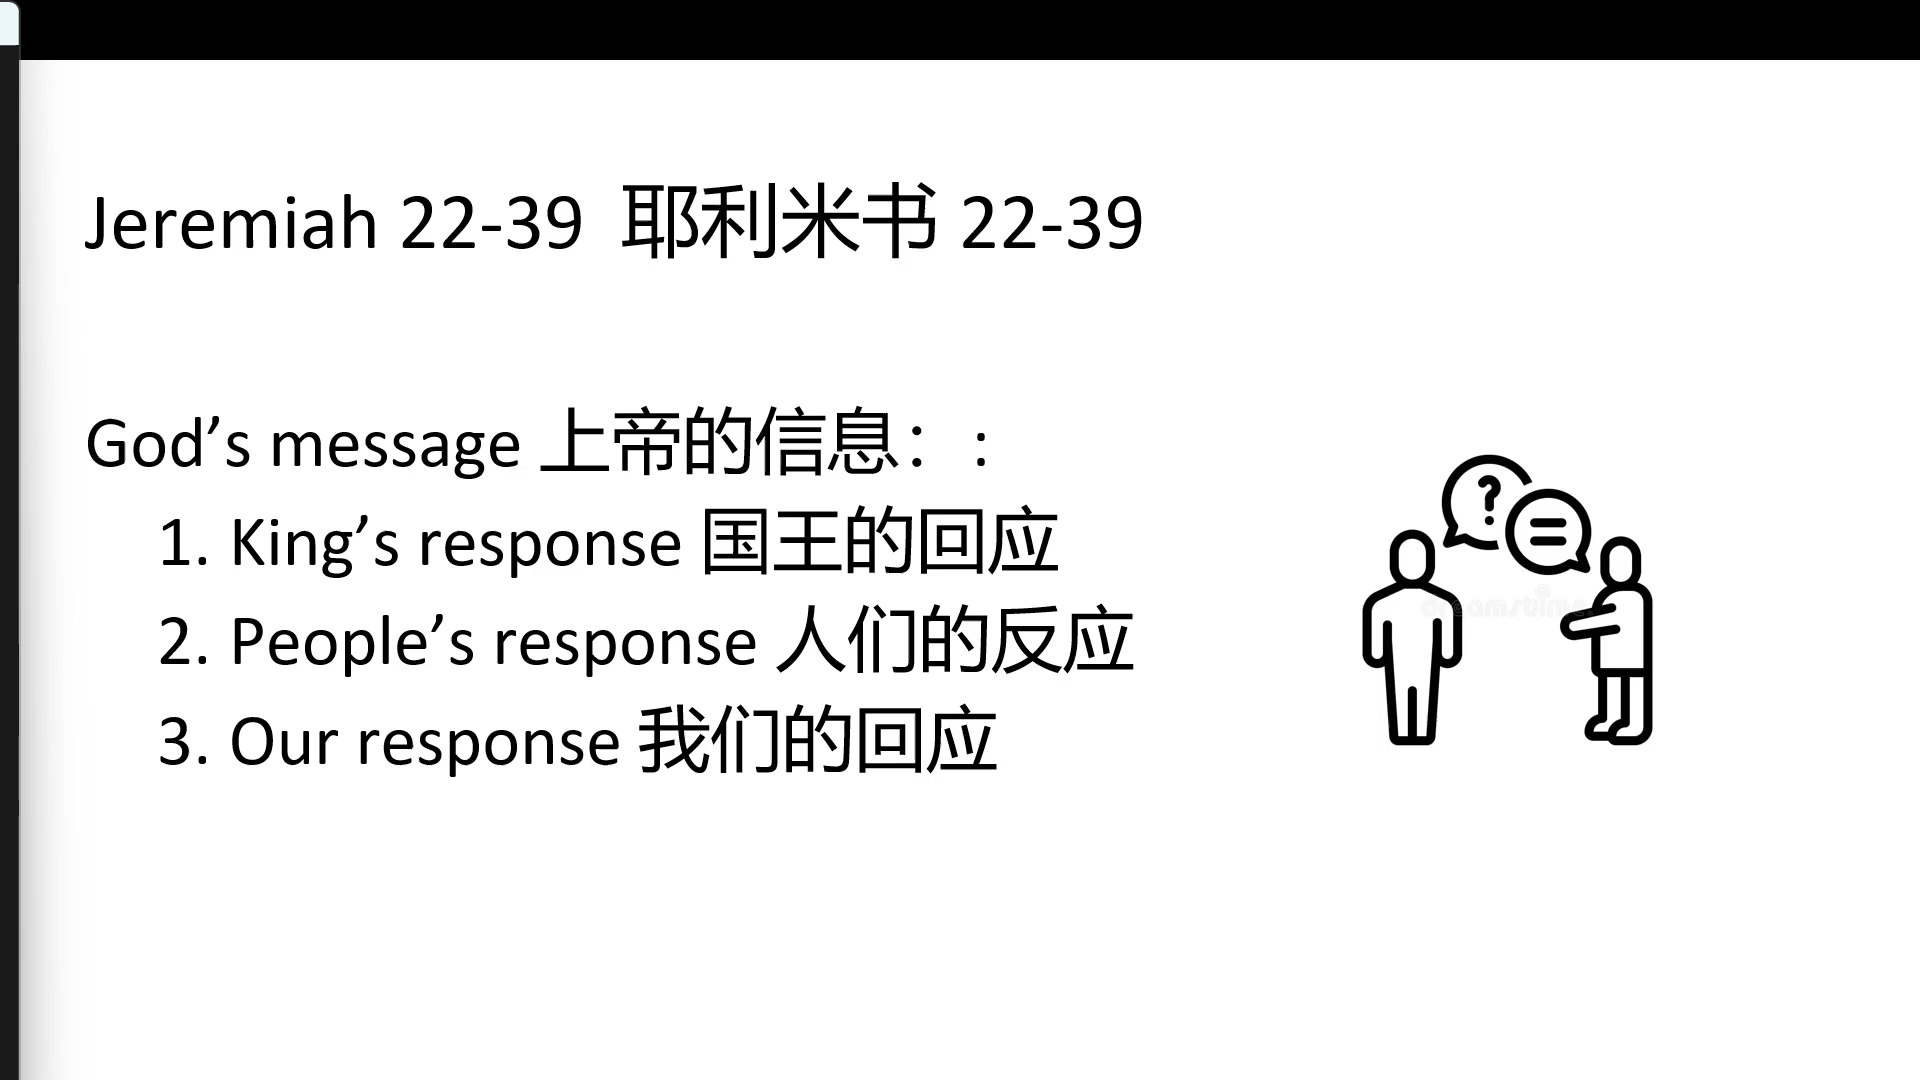 Jeremiah 22-39 耶利米书 22-39
God’s message 上帝的信息：:
1. King’s response 国王的回应
2. People’s response 人们的反应
3. Our response 我们的回应
?
dreamstime